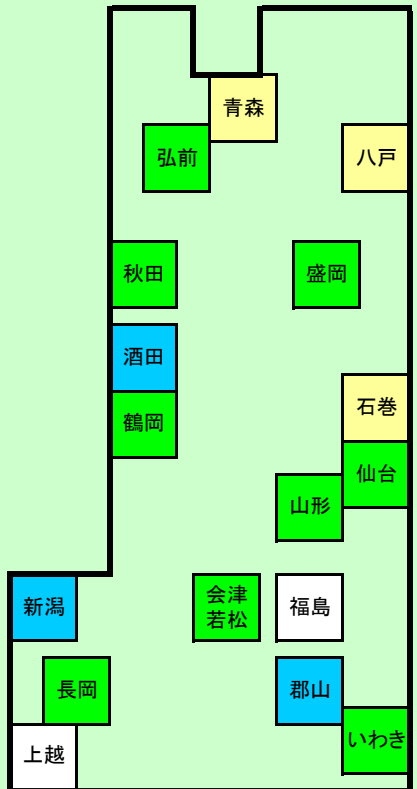 青森
弘前
八戸
秋田
盛岡
酒田
石巻
鶴岡
仙台
山形
新潟
会津
若松
福島
長岡
郡山
いわき
上越